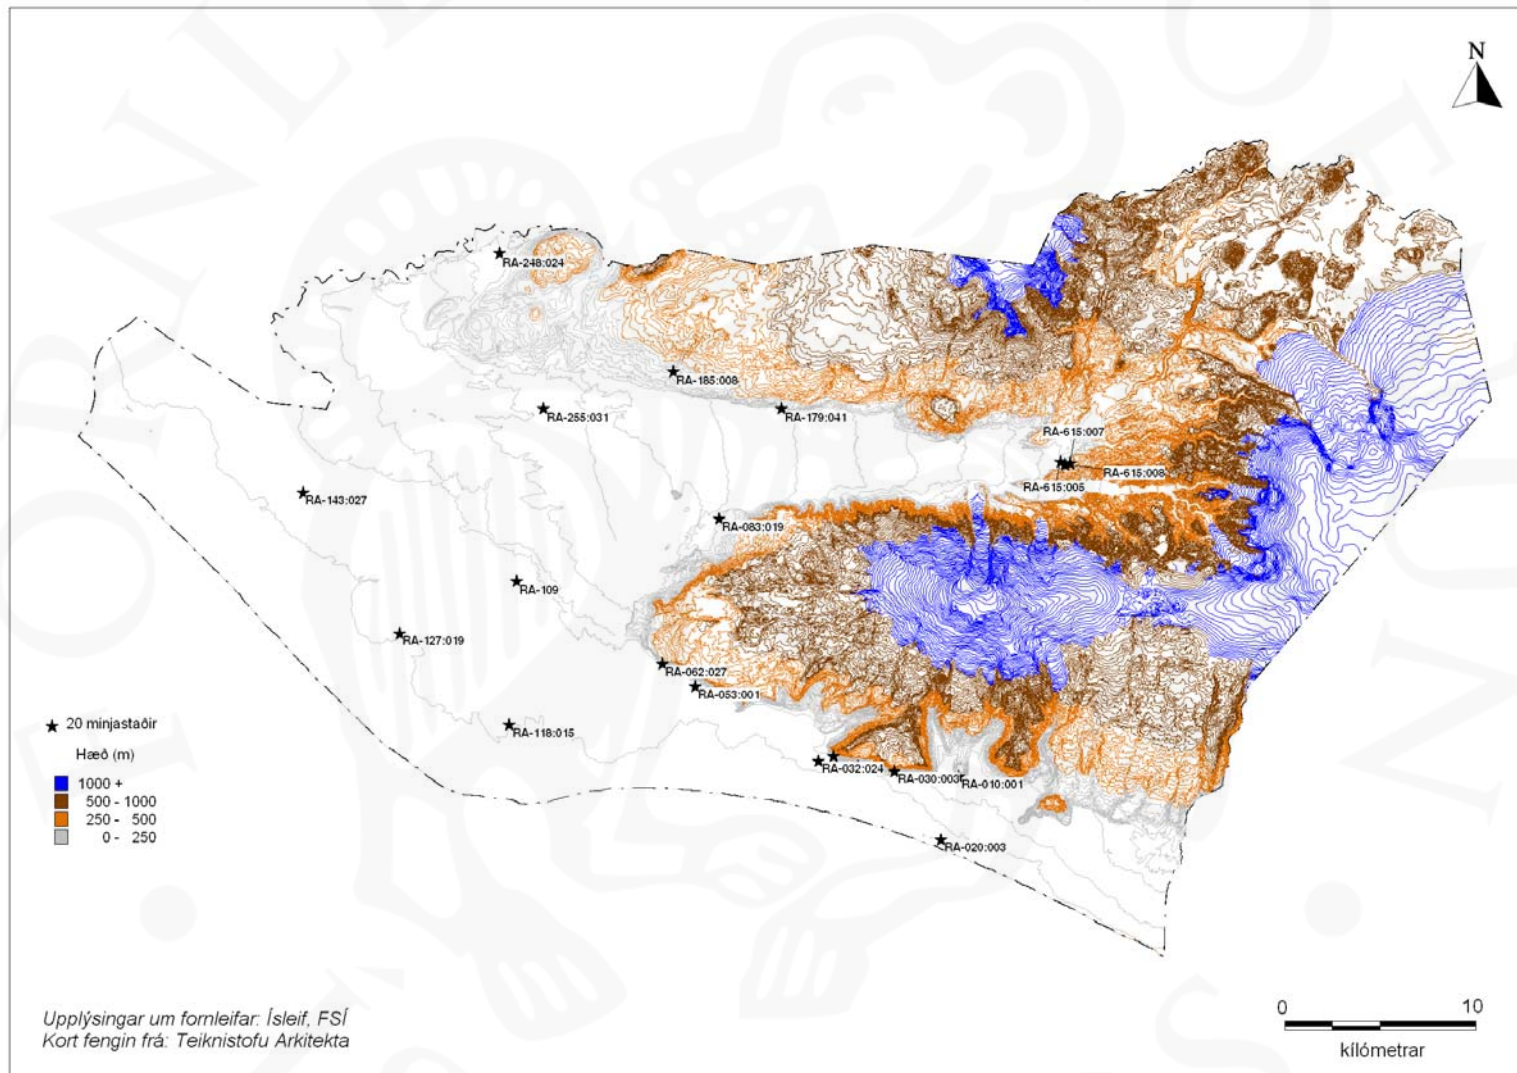 N
RA-248:024
RA-185:008
RA-255:031
RA-179:041
RA-615:007
RA-615:008
RA-615:005
RA-143:027
RA-083:019
RA-109
RA-127:019
RA-062:027
RA-053:001
RA-118:015
RA-032:024
RA-030:003
RA-010:001
RA-020:003
20 minjastaðir
Hæð (m)
1000 +
500 - 1000
250 - 500
0 - 250
Upplýsingar um fornleifar: Ísleif, FSÍ
Kort fengin frá: Teiknistofu Arkitekta
0 10
kílómetrar